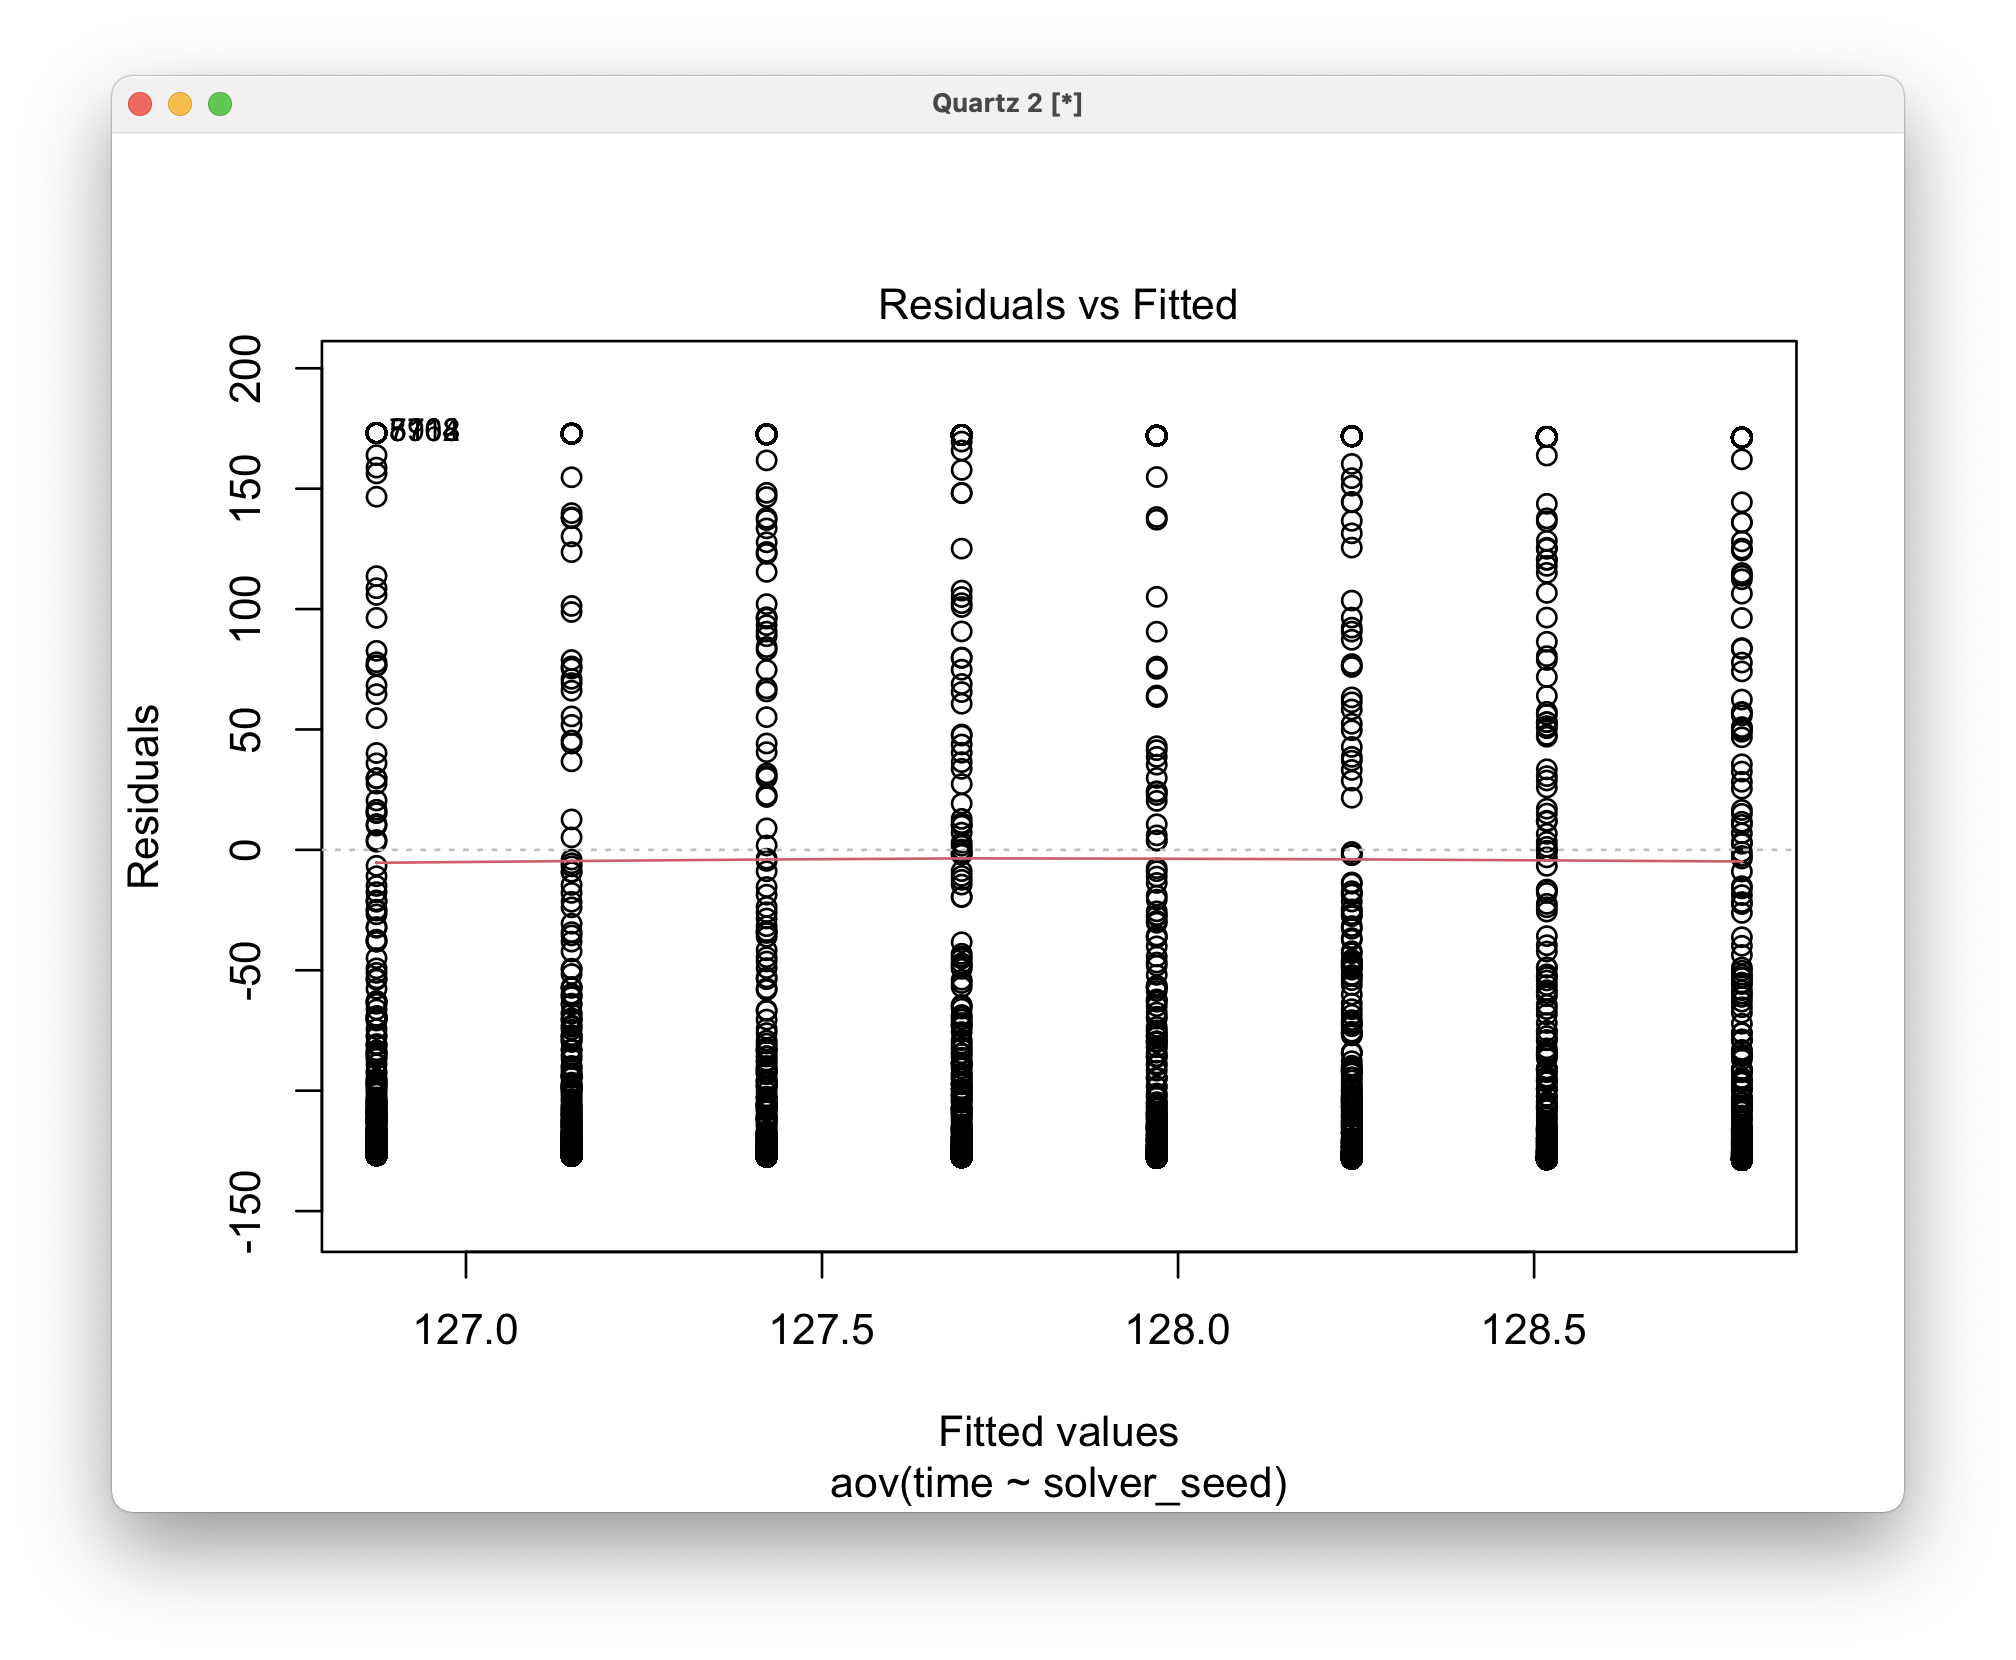 Quartz 2 [*]
Residuals vs Fitted
Residuals
200
150
100
50
0
-50
-150
127.0
127.5
128.0
128.5
Fitted values
aov(time ~ solver_seed)